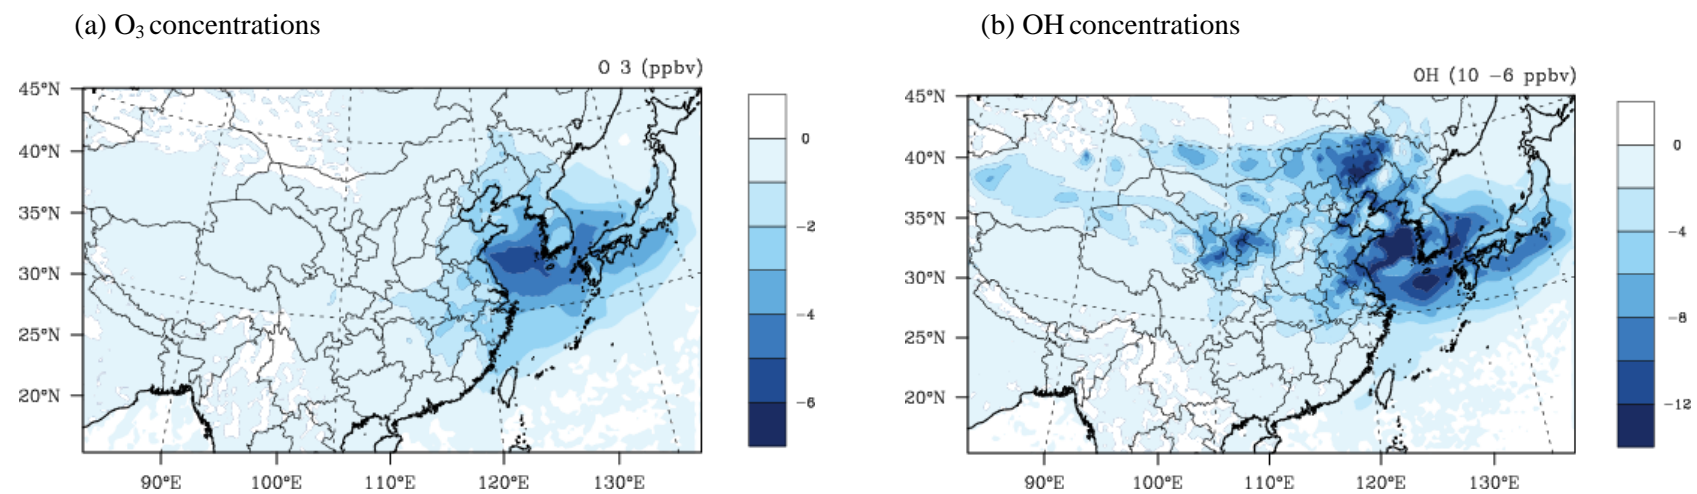 (a) O3 concentrations
(b) OH concentrations
O 3 (ppbv)
OH (10 −6 ppbv)
45°N
40°N
35°N
30°N
25°N
20°N
90°E
100°E
110°E
120°E
130°E
0
−2
−4
−6
45°N
40°N
35°N
30°N
25°N
20°N
90°E
100°E
110°E
120°E
130°E
0
−4
−8
−12